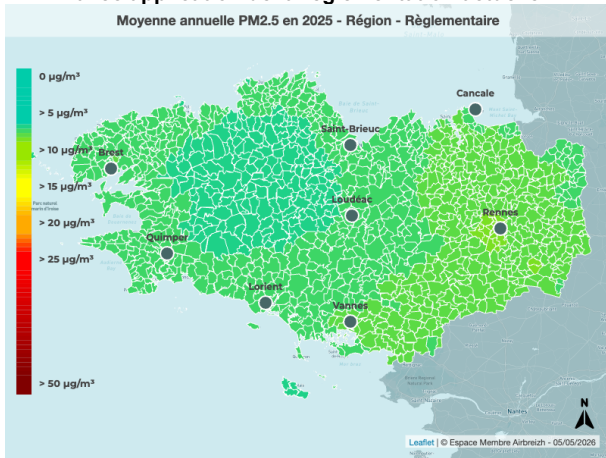 Moyenne annuelle PM2.5 en 2025 - Région - Règlementaire
0 µg/m³
> 5 µg/m³
> 10 µg/m³
> 15 µg/m³
> 20 µg/m³
> 25 µg/m³
> 50 µg/m³
Cancale
Saint-Brieuc
Brest
Loudéac
Rennes
Quimper
Lorient
Vannes
Nantes
N
Leaflet | © Espace Membre Airbreizh - 05/05/2026